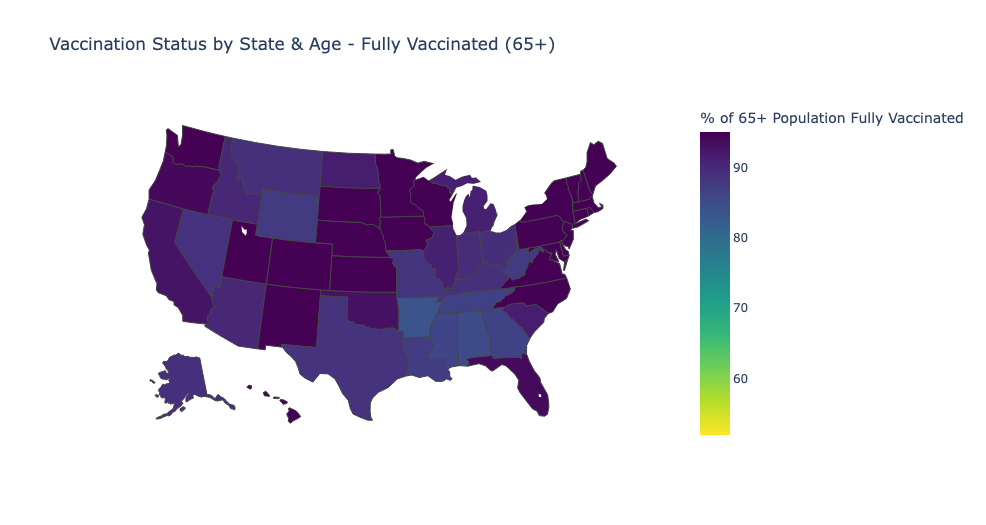 Vaccination Status by State & Age - Fully Vaccinated (65+)
% of 65+ Population Fully Vaccinated
90
80
70
60